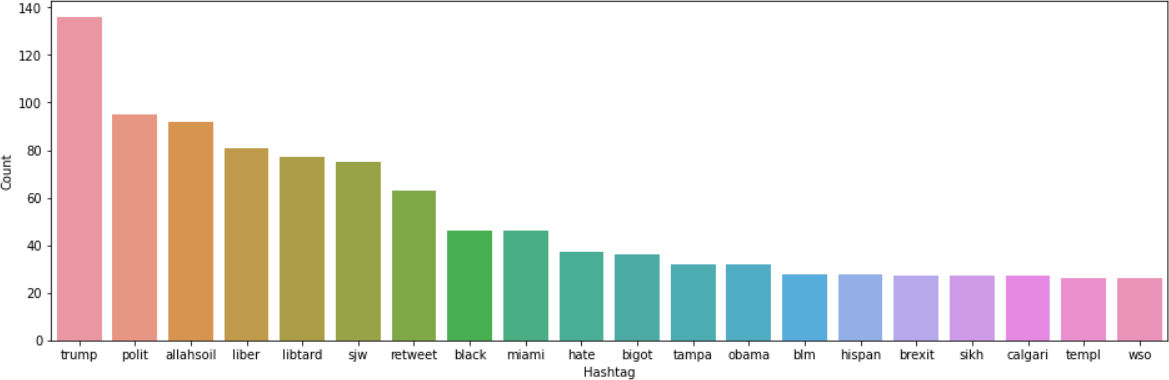 140
120
100
80
60
40
20
0
Count
trump polit allahsoil liber libtard sjw retweet black miami hate bigot tampa obama blm hispan brexit sikh calgari templ wso
Hashtag